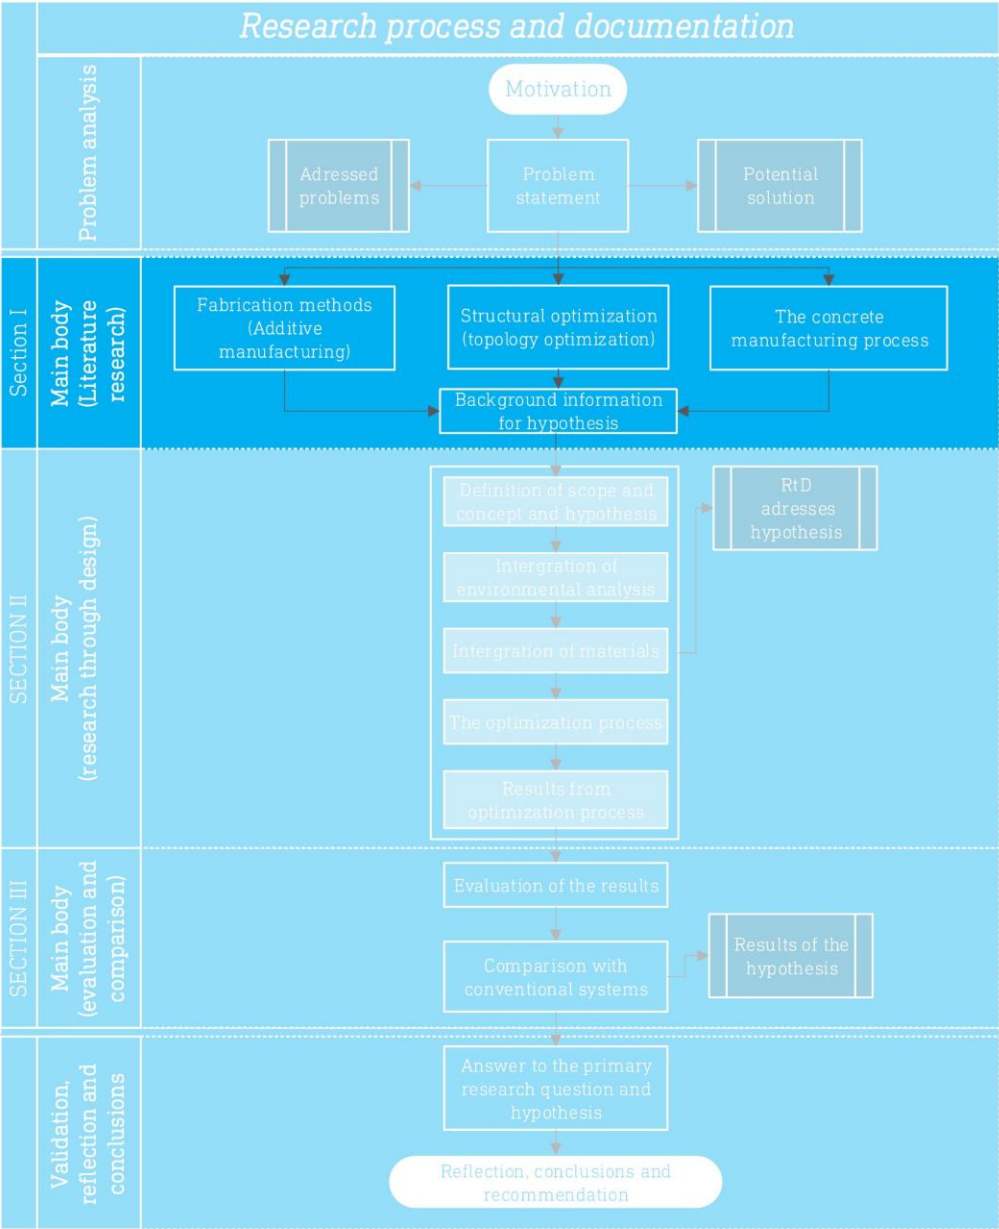 Research process and documentation
Problem analysis
Motivation
Adressed
problems
Problem
statement
Potential
solution
Section I
Main body
(Literature
research)
Fabrication methods
(Additive
manufacturing)
Structural optimization
(topology optimization)
The concrete
manufacturing process
Background information
for hypothesis
SECTION II
Main body
(research through design)
Definition of scope and
concept and hypothesis
RtD
adresses
hypothesis
Intergration of
environmental analysis
Intergration of materials
The optimization process
Results from
optimization process
SECTION III
Main body
(evaluation and
comparison)
Evaluation of the results
Comparison with
conventional systems
Results of the
hypothesis
Validation,
reflection and
conclusions
Answer to the primary
research question and
hypothesis
Reflection, conclusions and
recommendation